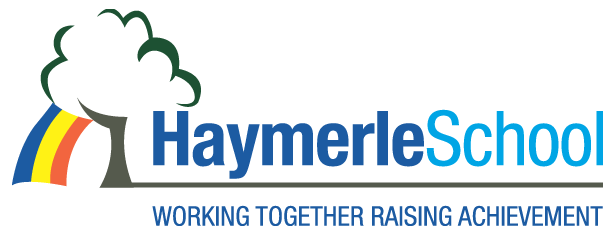 HaymerleSchool
WORKING TOGETHER RAISING ACHIEVEMENT